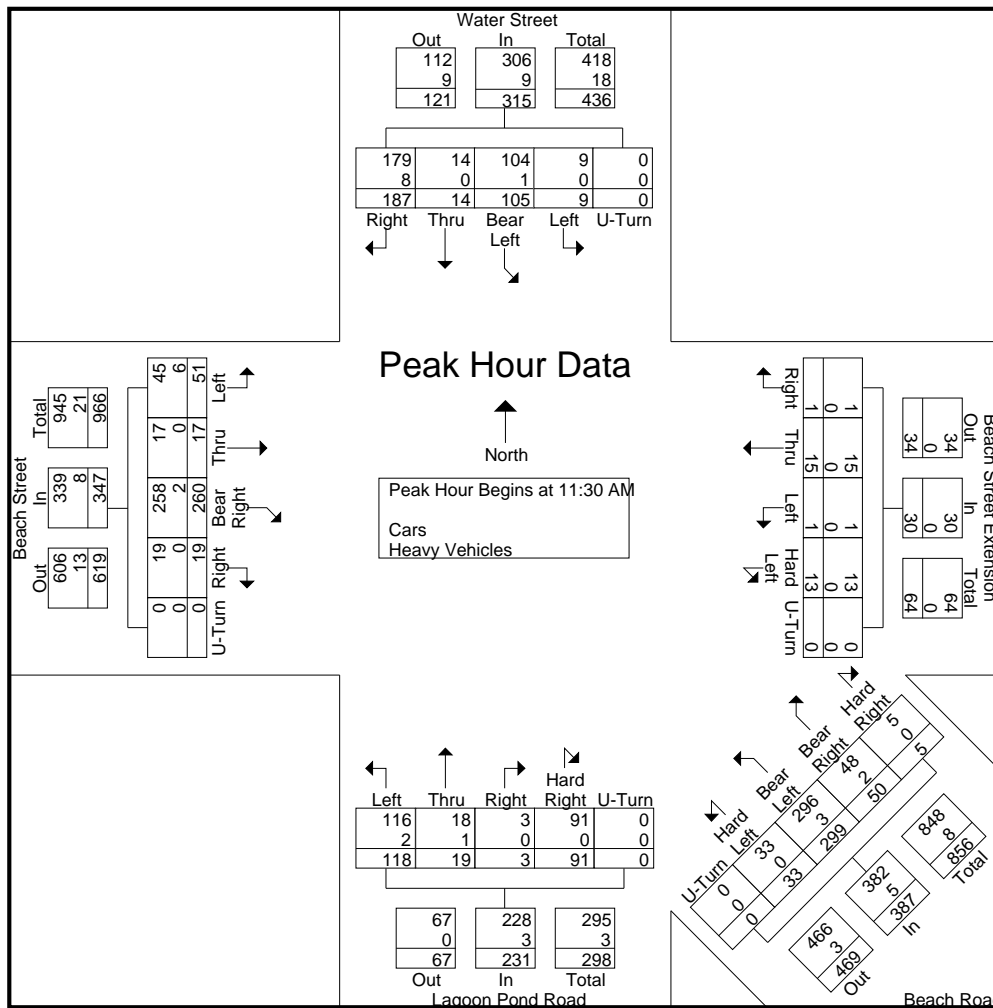 Water Street
Out In Total
112 306 418
9 9 18
121 315 436
179 14 104 9 0
8 0 1 0 0
187 14 105 9 0
Right Thru Bear Left Left U-Turn
Peak Hour Data
North
Peak Hour Begins at 11:30 AM
Cars
Heavy Vehicles
Beach Street
Total In Out
945 339 606
21 8 13
966 347 619
45 17 258 19 0
6 0 2 0 0
51 17 260 19 0
Left Thru Bear Right Right U-Turn
Right Thru Left Hard Left U-Turn
1 15 1 13 0
0 0 0 0 0
1 15 1 13 0
Out In Total
34 30 64
0 0 0
34 30 64
Beach Street Extension
Left Thru Right Hard Right U-Turn
116 18 3 91 0
2 1 0 0 0
118 19 3 91 0
67 228 295
0 3 3
67 231 298
Out In Total
Lagoon Pond Road
U-Turn Hard Left Bear Left Bear Right Hard Right
0 33 296 48 5
0 0 3 2 0
0 33 299 50 5
466 382 848
3 5 8
469 387 856
Out In Total
Beach Road